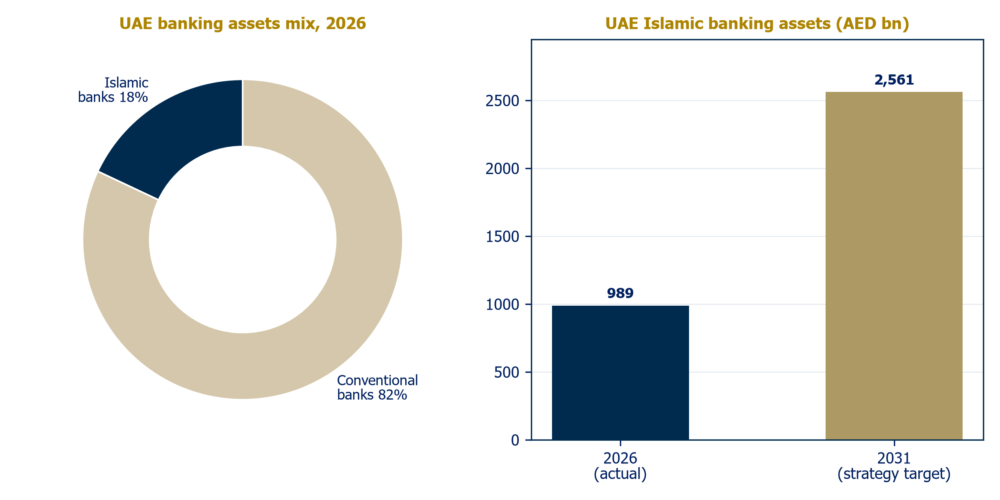 UAE banking assets mix, 2026
Islamic
banks 18%
Conventional
banks 82%
UAE Islamic banking assets (AED bn)
2500
2000
1500
1000
500
0
989
2,561
2026
(actual)
2031
(strategy target)